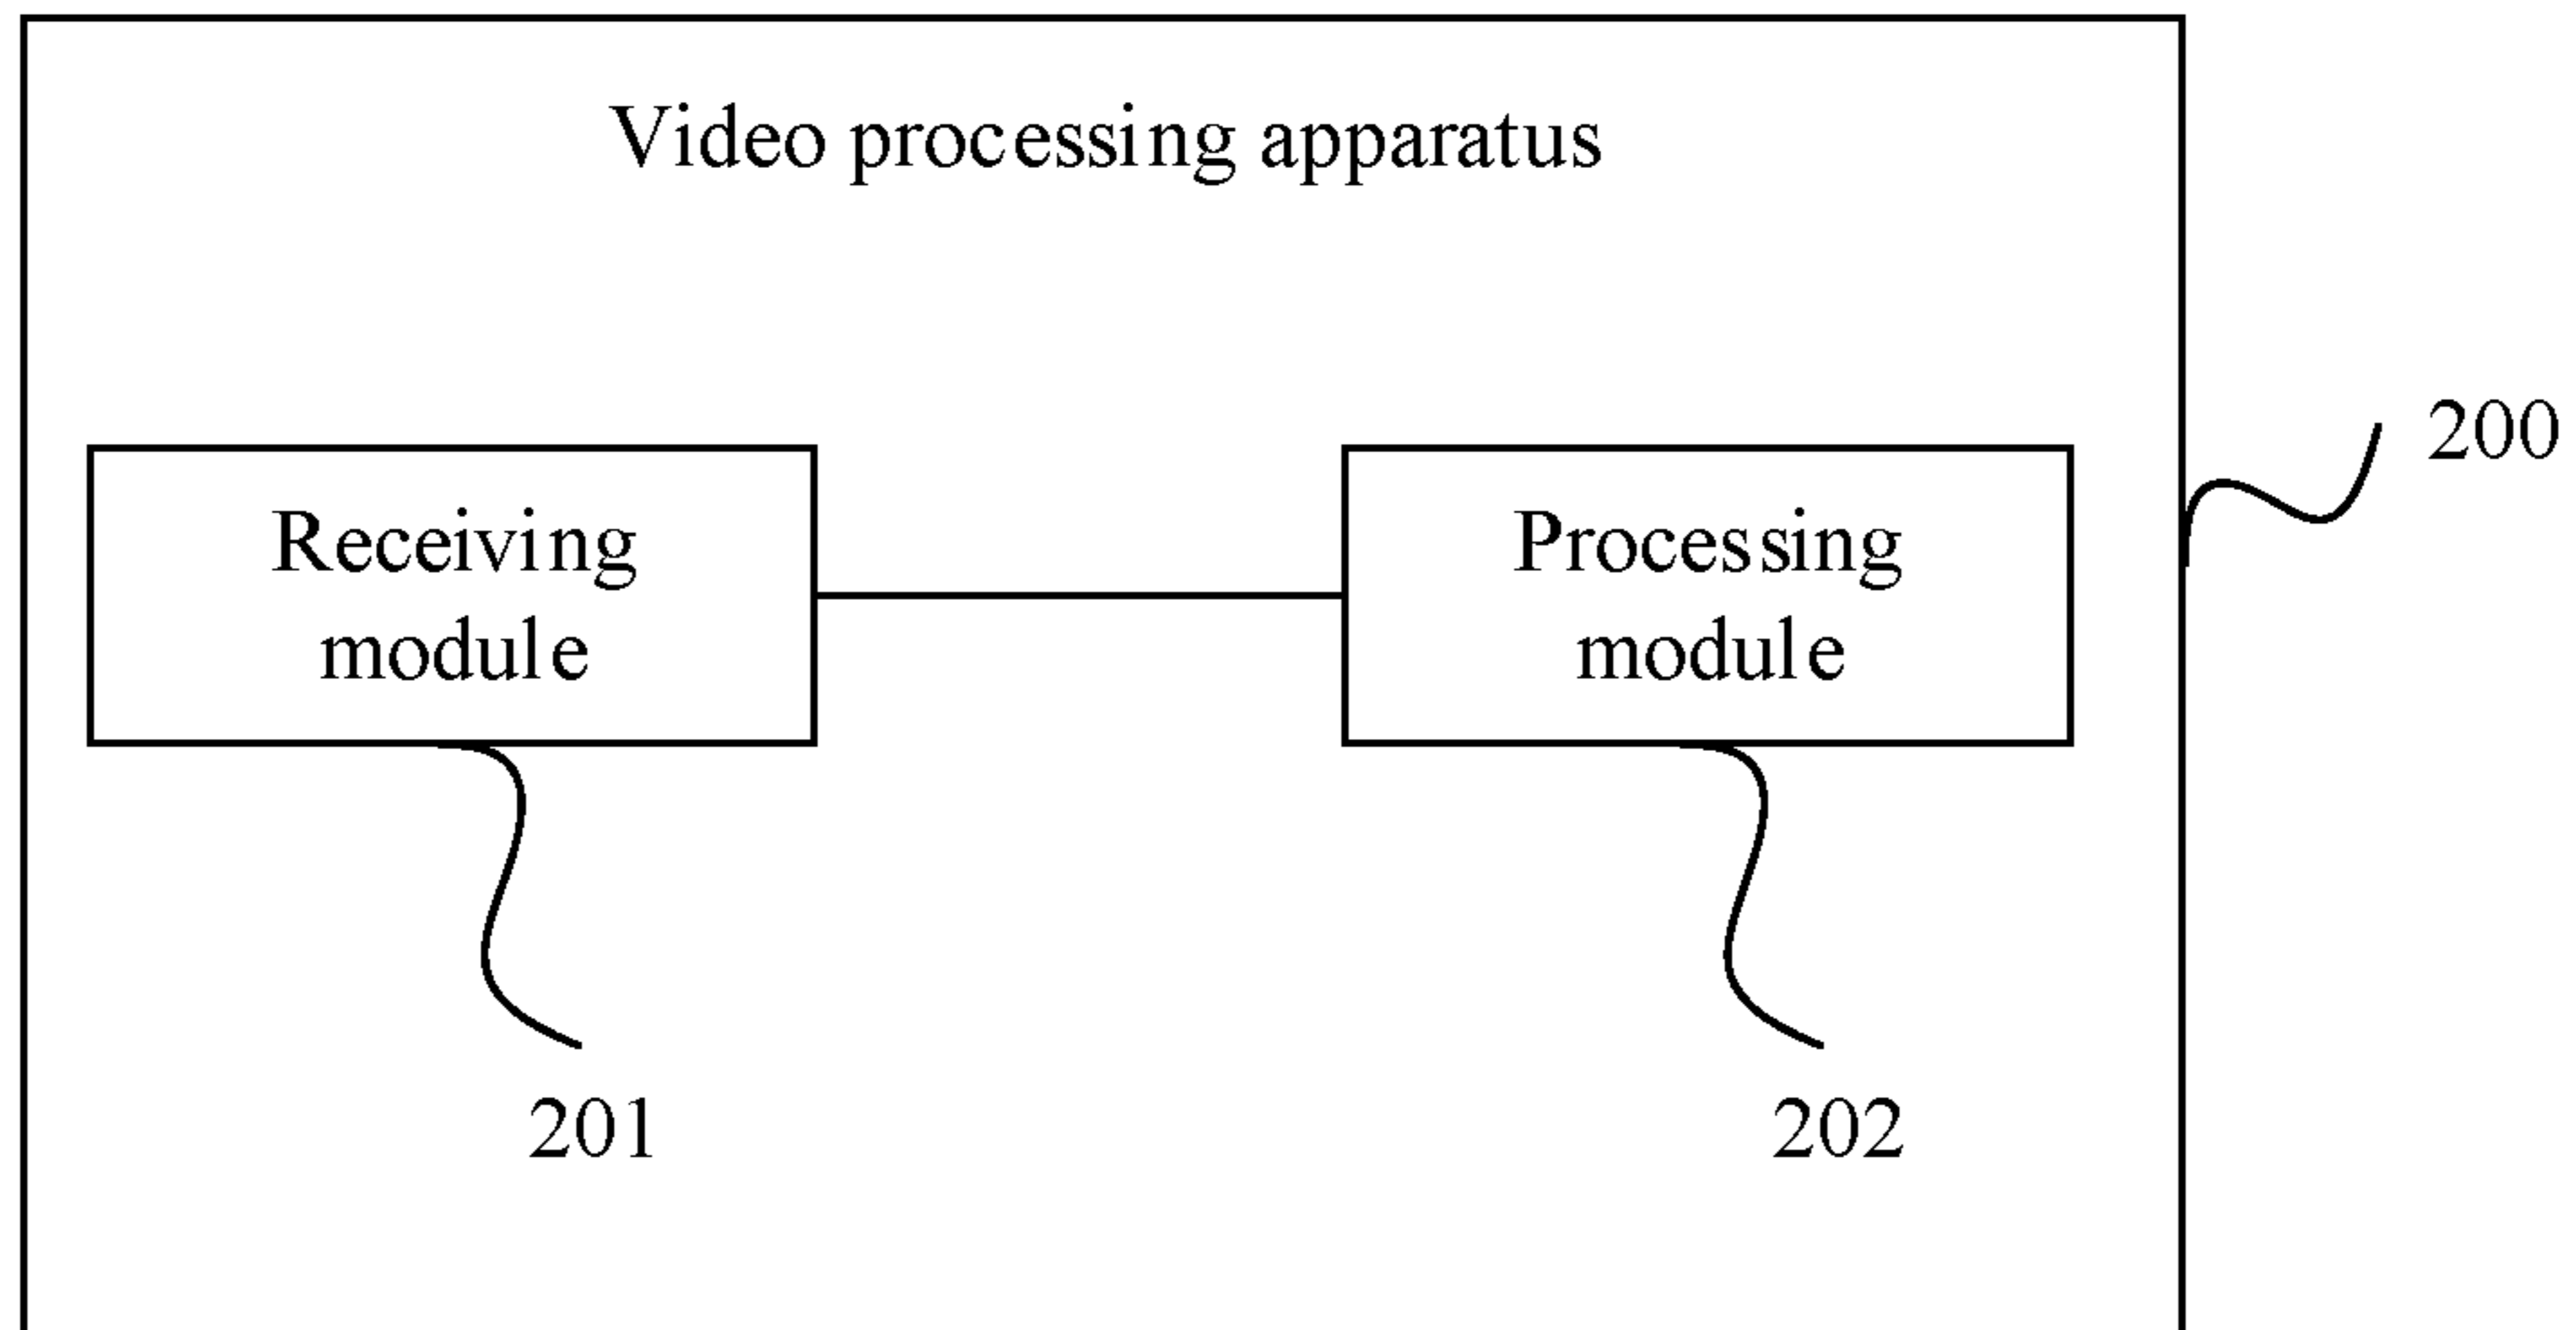 Video processing apparatus
200
Receiving
module
Processing
module
201
202